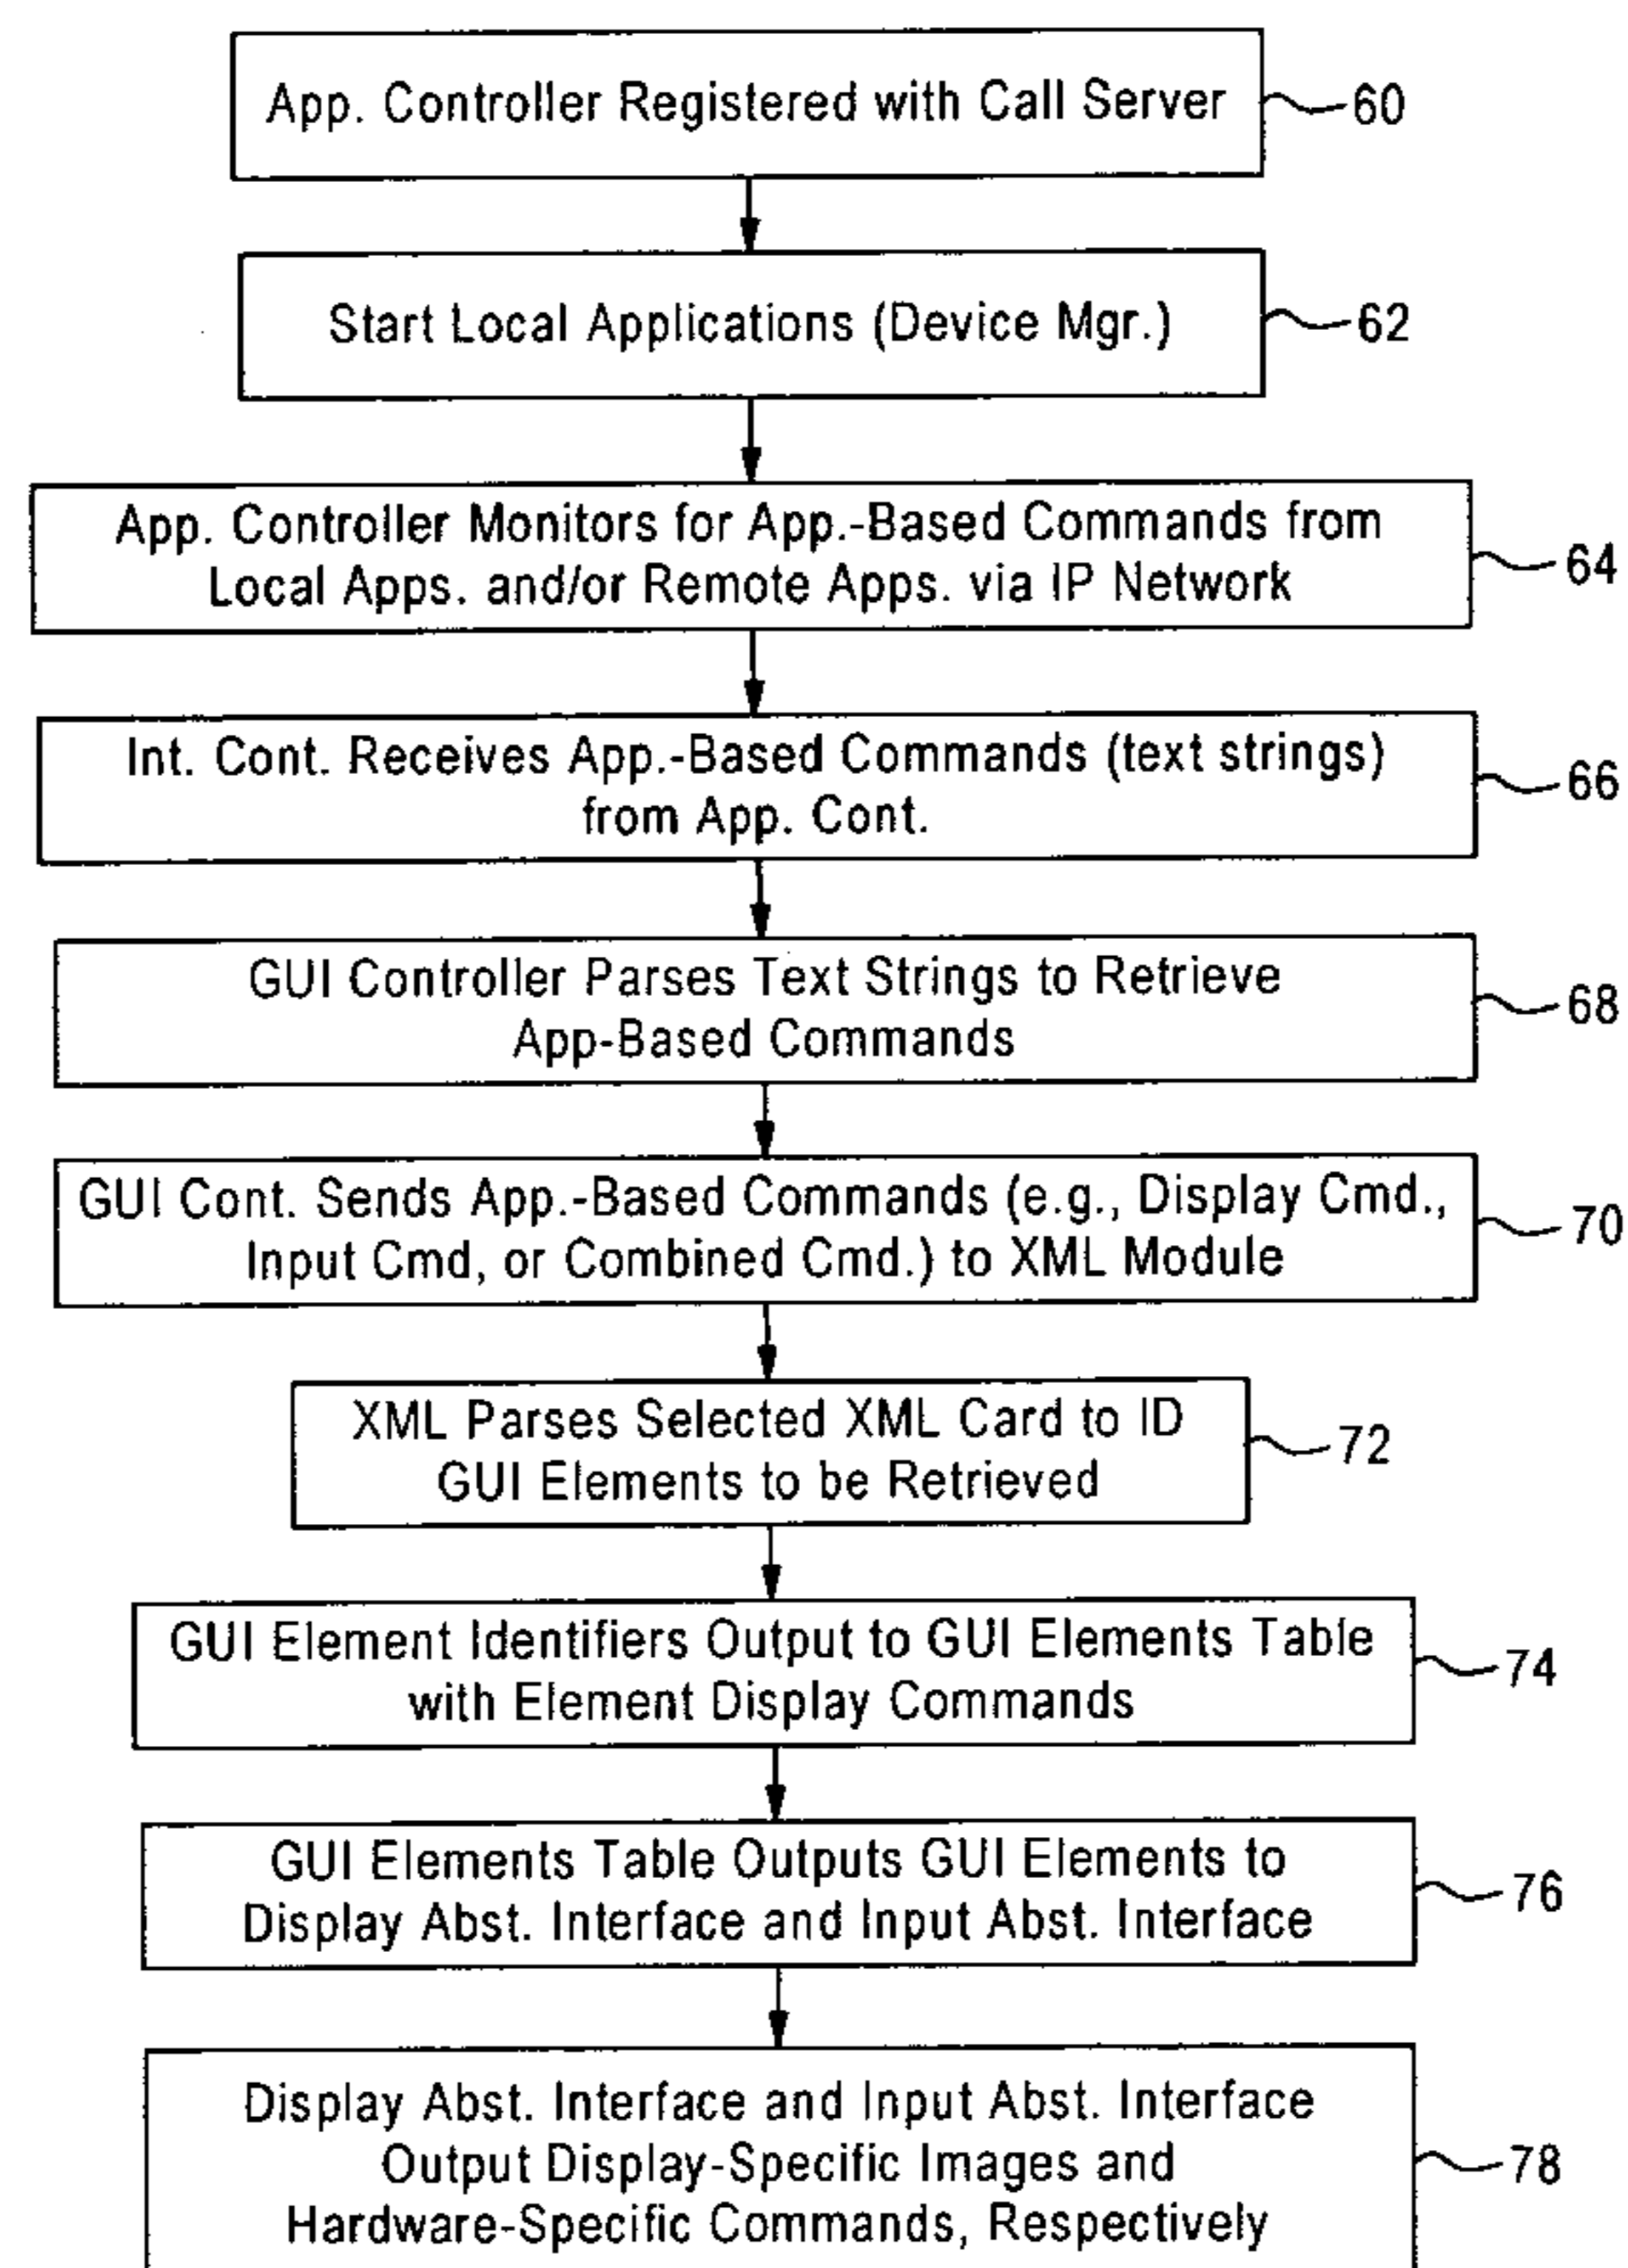 App. Controller Registered with Call Server
60
Start Local Applications (Device Mgr.)
62
App. Controller Monitors for App.-Based Commands from
Local Apps. and/or Remote Apps. via IP Network
64
Int. Cont. Receives App.-Based Commands (text strings)
from App. Cont.
66
GUI Controller Parses Text Strings to Retrieve
App-Based Commands
68
GUI Cont. Sends App.-Based Commands (e.g., Display Cmd.,
Input Cmd, or Combined Cmd.) to XML Module
70
XML Parses Selected XML Card to ID
GUI Elements to be Retrieved
72
GUI Element Identifiers Output to GUI Elements Table
with Element Display Commands
74
GUI Elements Table Outputs GUI Elements to
Display Abst. Interface and Input Abst. Interface
76
Display Abst. Interface and Input Abst. Interface
Output Display-Specific Images and
Hardware-Specific Commands, Respectively
78